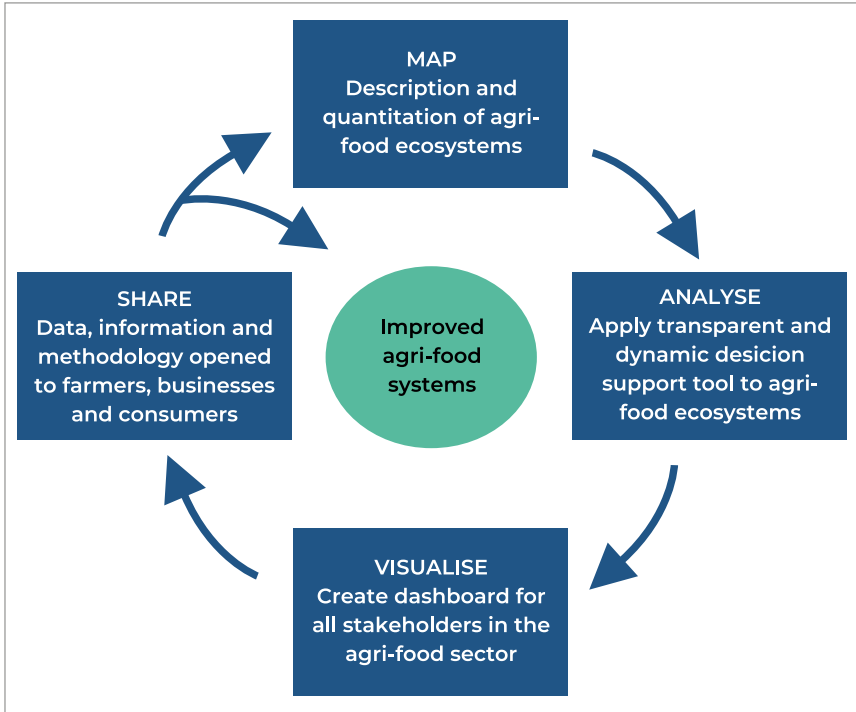 MAP
Description and
quantitation of agri-
food ecosystems
SHARE
Data, information and
methodology opened
to farmers, businesses
and consumers
Improved
agri-food
systems
ANALYSE
Apply transparent and
dynamic desicion
support tool to agri-
food ecosystems
VISUALISE
Create dashboard for
all stakeholders in the
agri-food sector